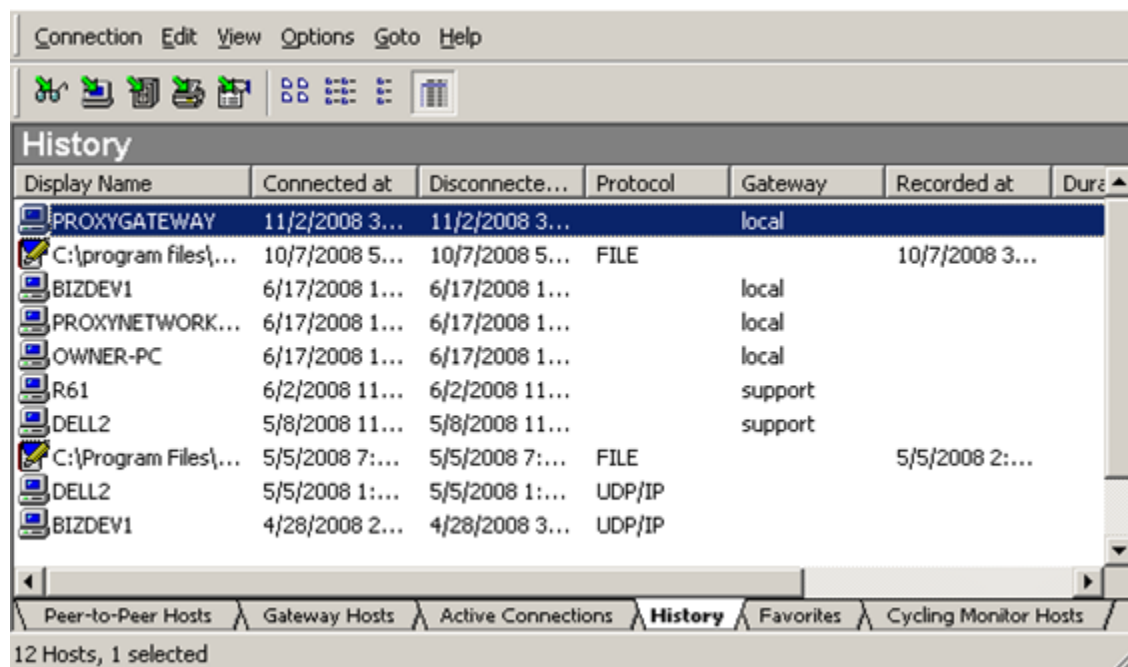 Connection Edit View Options Goto Help
History
Display Name Connected at Disconnecte... Protocol Gateway Recorded at Dura
PROXYGATEWAY 11/2/2008 3... 11/2/2008 3... local
C:\program files\... 10/7/2008 5... 10/7/2008 5... FILE 10/7/2008 3...
BIZDEV1 6/17/2008 1... 6/17/2008 1... local
PROXYNETWORK... 6/17/2008 1... 6/17/2008 1... local
OWNER-PC 6/17/2008 1... 6/17/2008 1... local
R61 6/2/2008 11... 6/2/2008 11... support
DELL2 5/8/2008 11... 5/8/2008 11... support
C:\Program Files\... 5/5/2008 7:... 5/5/2008 7:... FILE 5/5/2008 2:...
DELL2 5/5/2008 1:... 5/5/2008 1:... UDP/IP
BIZDEV1 4/28/2008 2... 4/28/2008 3... UDP/IP
Peer-to-Peer Hosts Gateway Hosts Active Connections History Favorites Cycling Monitor Hosts
12 Hosts, 1 selected